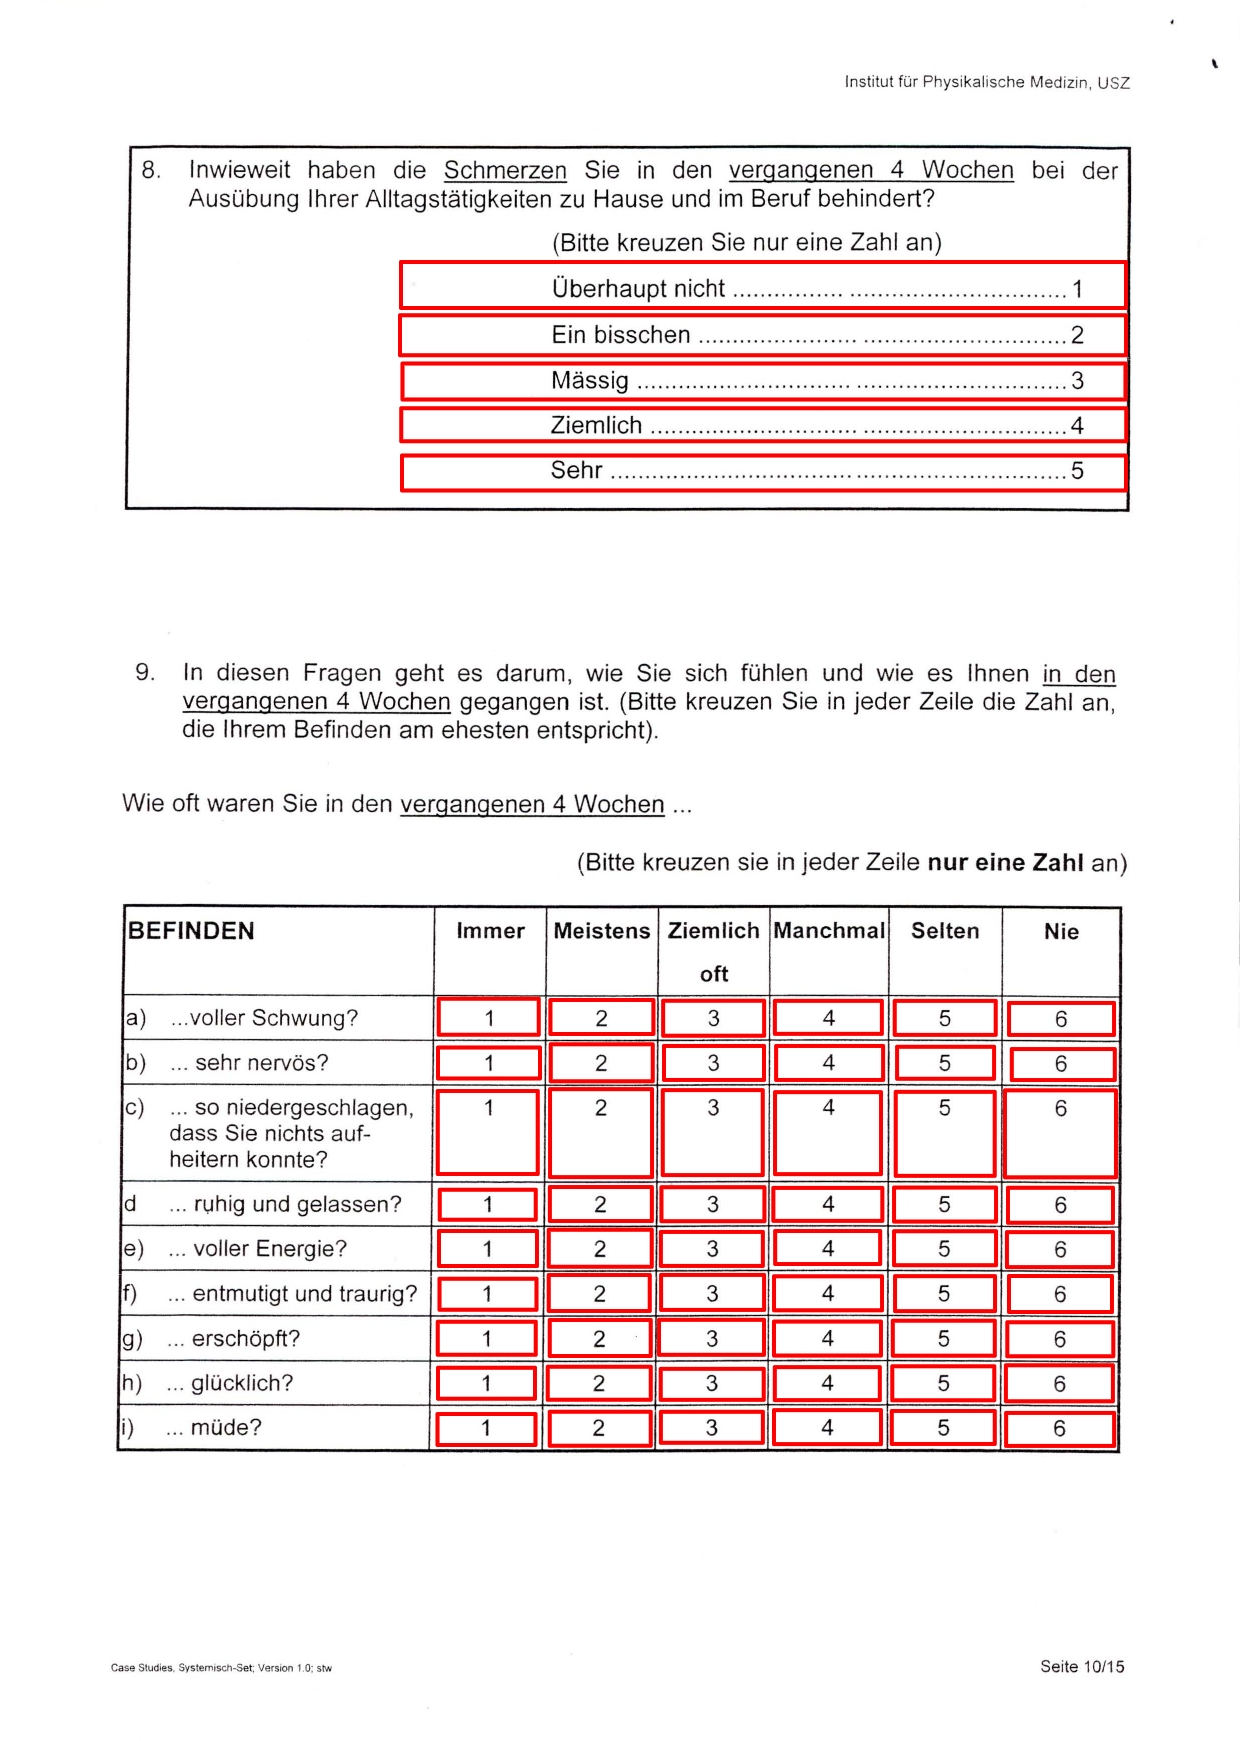 Institut für Physikalische Medizin, USZ
8. Inwieweit haben die Schmerzen Sie in den vergangenen 4 Wochen bei der
Ausübung Ihrer Alltagstätigkeiten zu Hause und im Beruf behindert?
(Bitte kreuzen Sie nur eine Zahl an)
Überhaupt nicht ................ ................................ 1
Ein bisschen ....................... .............................. 2
Mässig ............................... .............................. 3
Ziemlich .............................. .............................. 4
Sehr .................................... .............................. 5
9. In diesen Fragen geht es darum, wie Sie sich fühlen und wie es Ihnen in den
vergangenen 4 Wochen gegangen ist. (Bitte kreuzen Sie in jeder Zeile die Zahl an,
die Ihrem Befinden am ehesten entspricht).
Wie oft waren Sie in den vergangenen 4 Wochen ...
(Bitte kreuzen sie in jeder Zeile nur eine Zahl an)
BEFINDEN Immer Meistens Ziemlich Manchmal Selten Nie
oft
a) ...voller Schwung? 1 2 3 4 5 6
b) ... sehr nervös? 1 2 3 4 5 6
c) ... so niedergeschlagen, 1 2 3 4 5 6
dass Sie nichts auf-
heitern konnte?
d ... ruhig und gelassen? 1 2 3 4 5 6
e) ... voller Energie? 1 2 3 4 5 6
f) ... entmutigt und traurig? 1 2 3 4 5 6
g) ... erschöpft? 1 2 3 4 5 6
h) ... glücklich? 1 2 3 4 5 6
i) ... müde? 1 2 3 4 5 6
Case Studies, Systemisch-Set; Version 1.0; stw
Seite 10/15